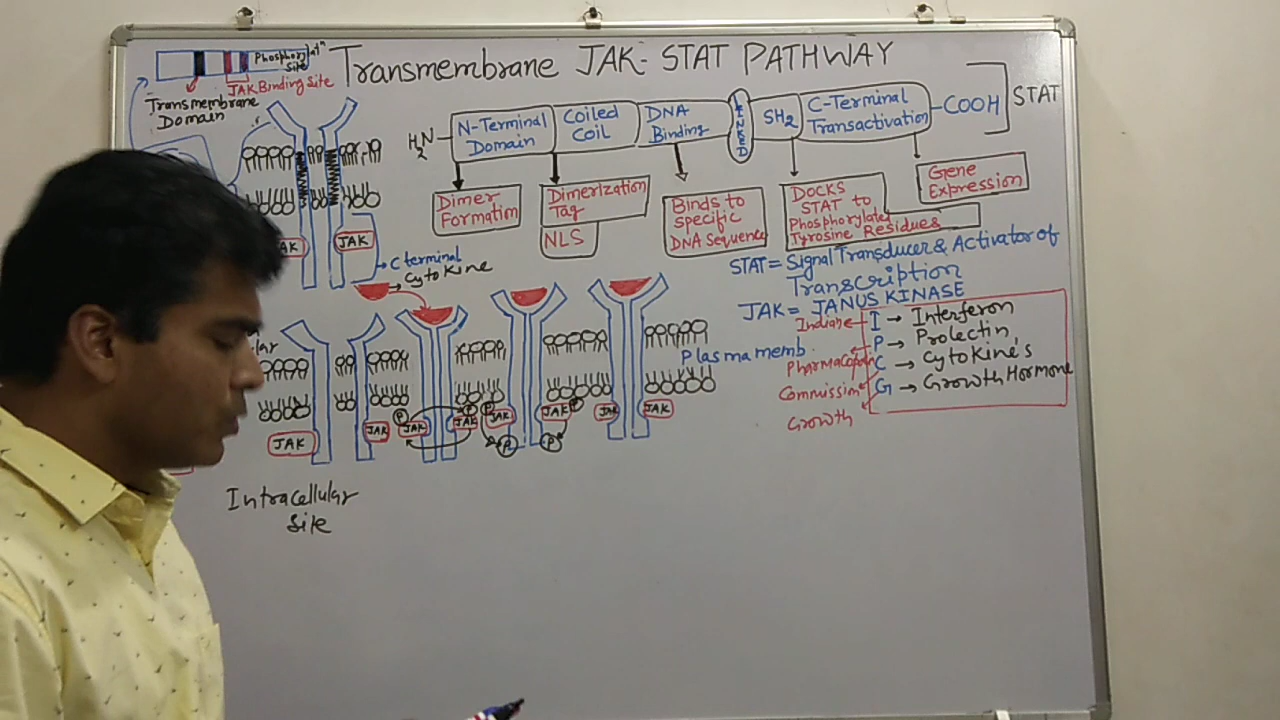 Transmembrane JAK-STAT PATHWAY
Phosphorylatn
Site
JAK Binding Site
Transmembrane
Domain
H2N
N-Terminal
Domain
Coiled
Coil
DNA
Binding
SH2
C-Terminal
Transactivation
COOH
STAT
Dimer
Formation
Dimerization
Tag
NLS
Binds to
specific
DNA Sequence
DOCKS
STAT to
Phosphorylated
Tyrosine Residues
Gene
Expression
JAK
C terminal
Cytokine
STAT = Signal Transducer & Activator of
Transcription
JAK = JANUS KINASE
Indian I → Interferon
P → Prolectin
Pharmacopoeia C → Cytokine's
Commission G → Growth Hormone
Growth
Plasma memb.
JAK JAK JAK JAK JAK JAK JAK JAK
P P P P P P
Intracellular
Site